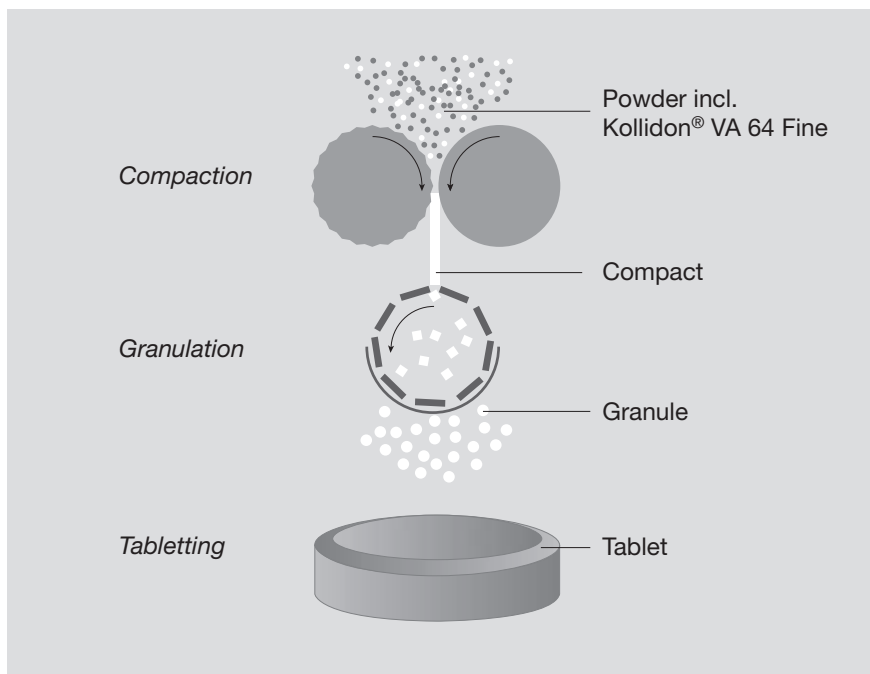 Powder incl.
Kollidon® VA 64 Fine
Compaction
Compact
Granulation
Granule
Tabletting
Tablet